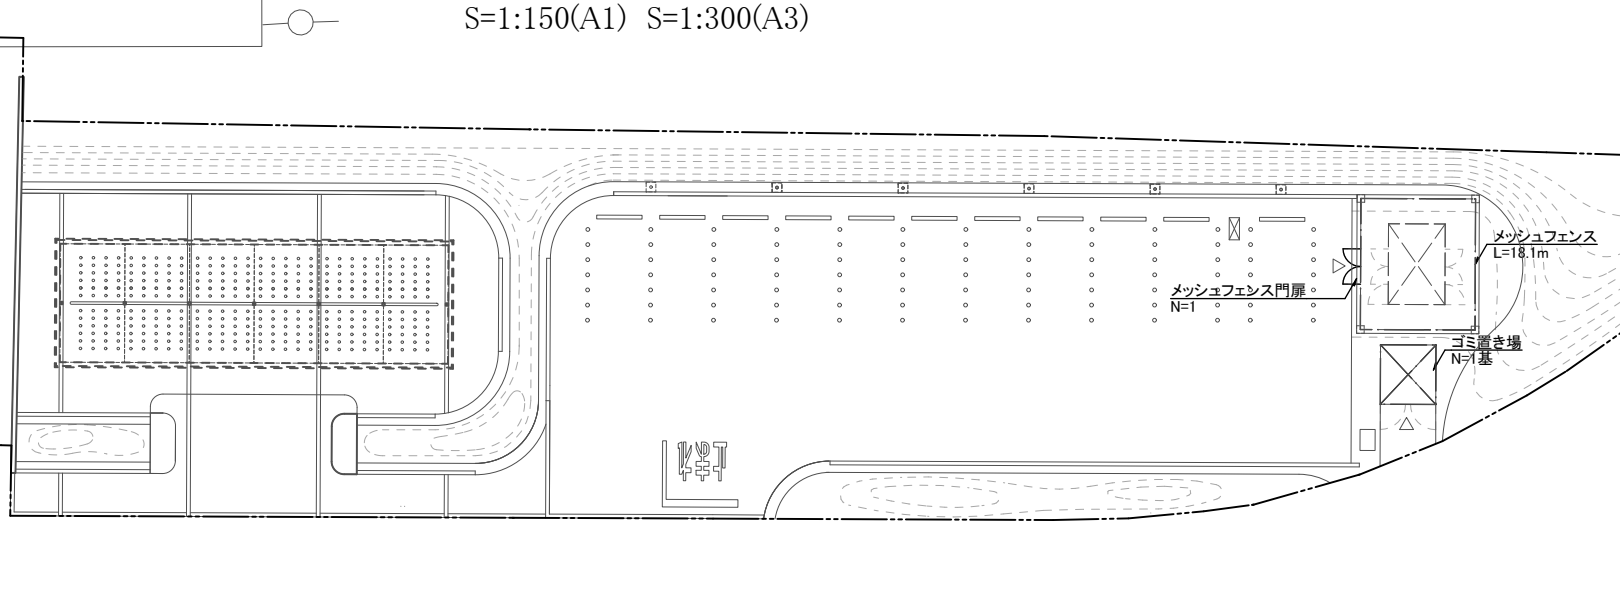 S=1:150(A1) S=1:300(A3)
メッシュフェンス
L=18.1m
メッシュフェンス門扉
N=1
ゴミ置き場
N=1基